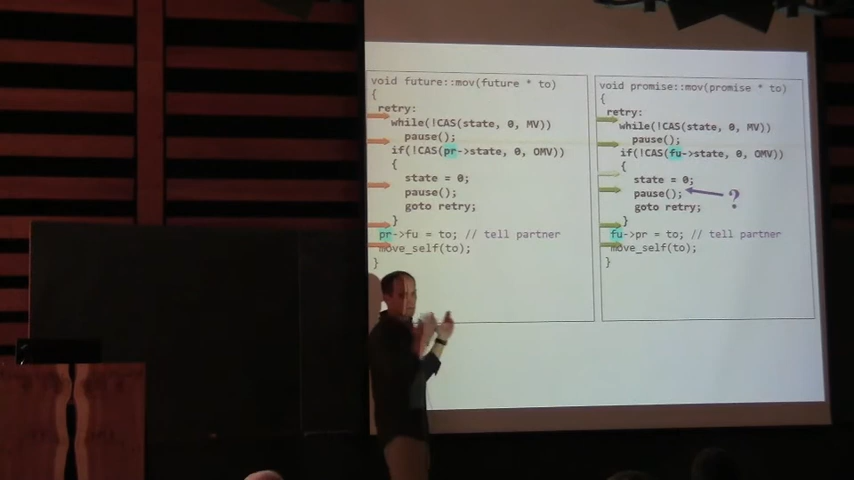 void future::mov(future * to)
{
retry:
while(!CAS(state, 0, MV))
pause();
if(!CAS(pr->state, 0, OMV))
{
state = 0;
pause();
goto retry;
}
pr->fu = to; // tell partner
move_self(to);
}
void promise::mov(promise * to)
{
retry:
while(!CAS(state, 0, MV))
pause();
if(!CAS(fu->state, 0, OMV))
{
state = 0;
pause();
?
goto retry;
}
fu->pr = to; // tell partner
move_self(to);
}